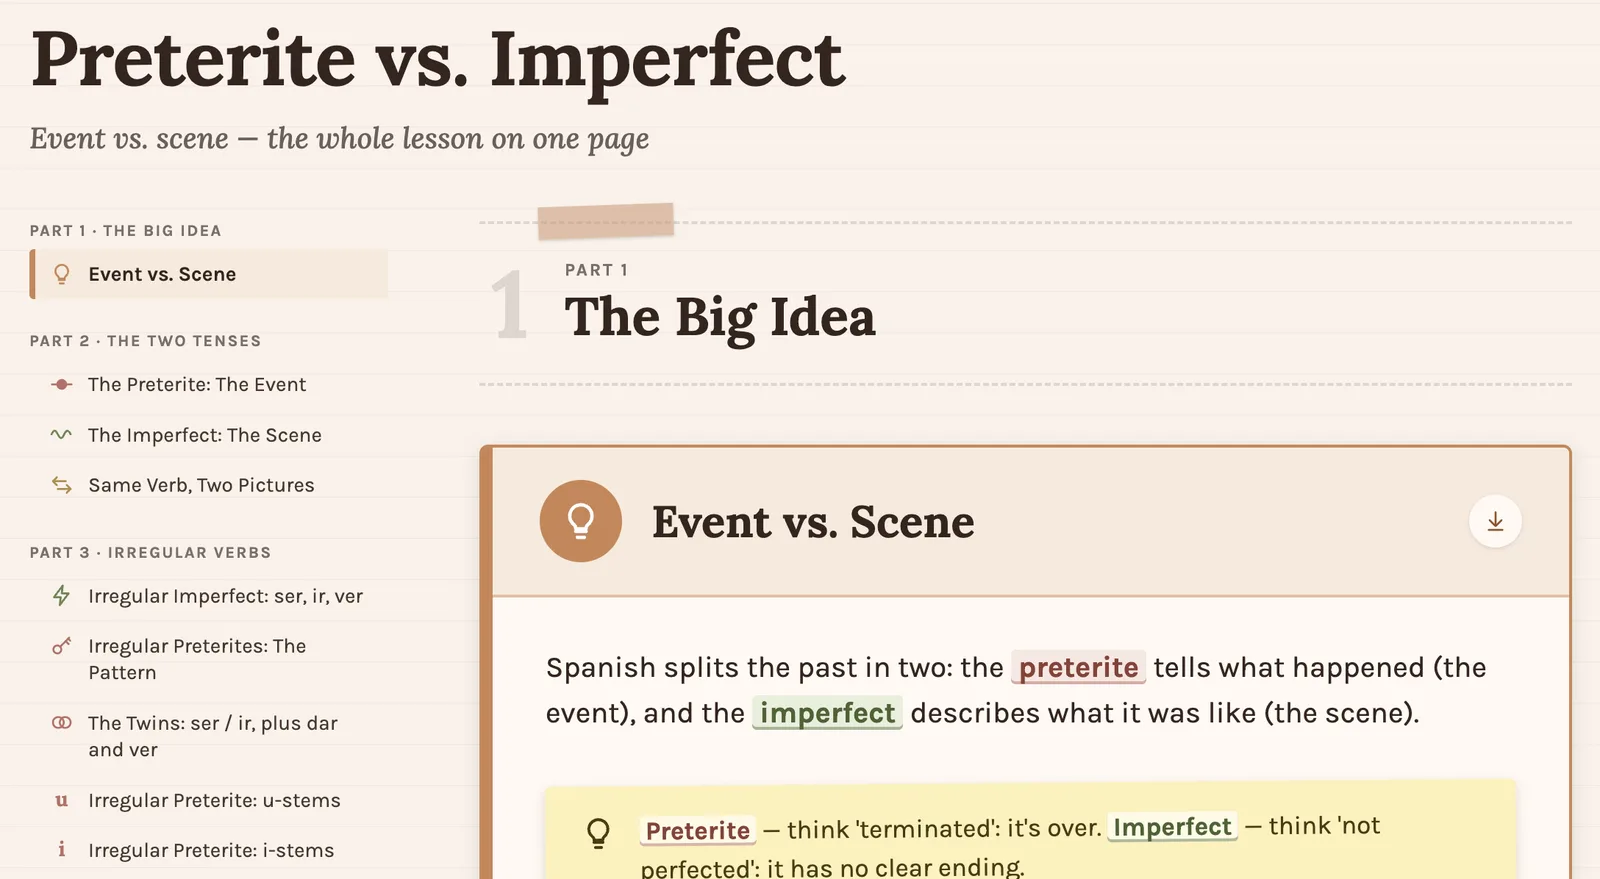 Preterite vs. Imperfect
Event vs. scene — the whole lesson on one page
PART 1 · THE BIG IDEA
Event vs. Scene
PART 2 · THE TWO TENSES
The Preterite: The Event
The Imperfect: The Scene
Same Verb, Two Pictures
PART 3 · IRREGULAR VERBS
Irregular Imperfect: ser, ir, ver
Irregular Preterites: The
Pattern
The Twins: ser / ir, plus dar
and ver
u Irregular Preterite: u-stems
i Irregular Preterite: i-stems
1
PART 1
The Big Idea
Event vs. Scene
Spanish splits the past in two: the preterite tells what happened (the
event), and the imperfect describes what it was like (the scene).
Preterite — think 'terminated': it's over. Imperfect — think 'not
perfected': it has no clear ending.